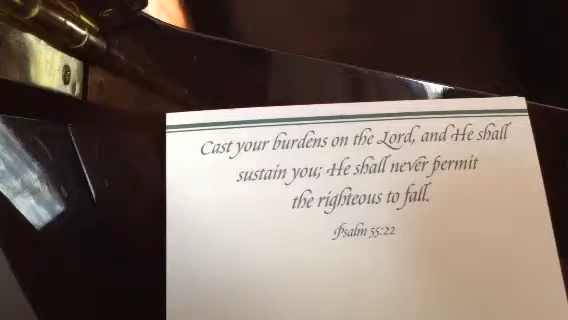 Cast your burdens on the Lord, and He shall
sustain you; He shall never permit
the righteous to fall.
Psalm 55:22